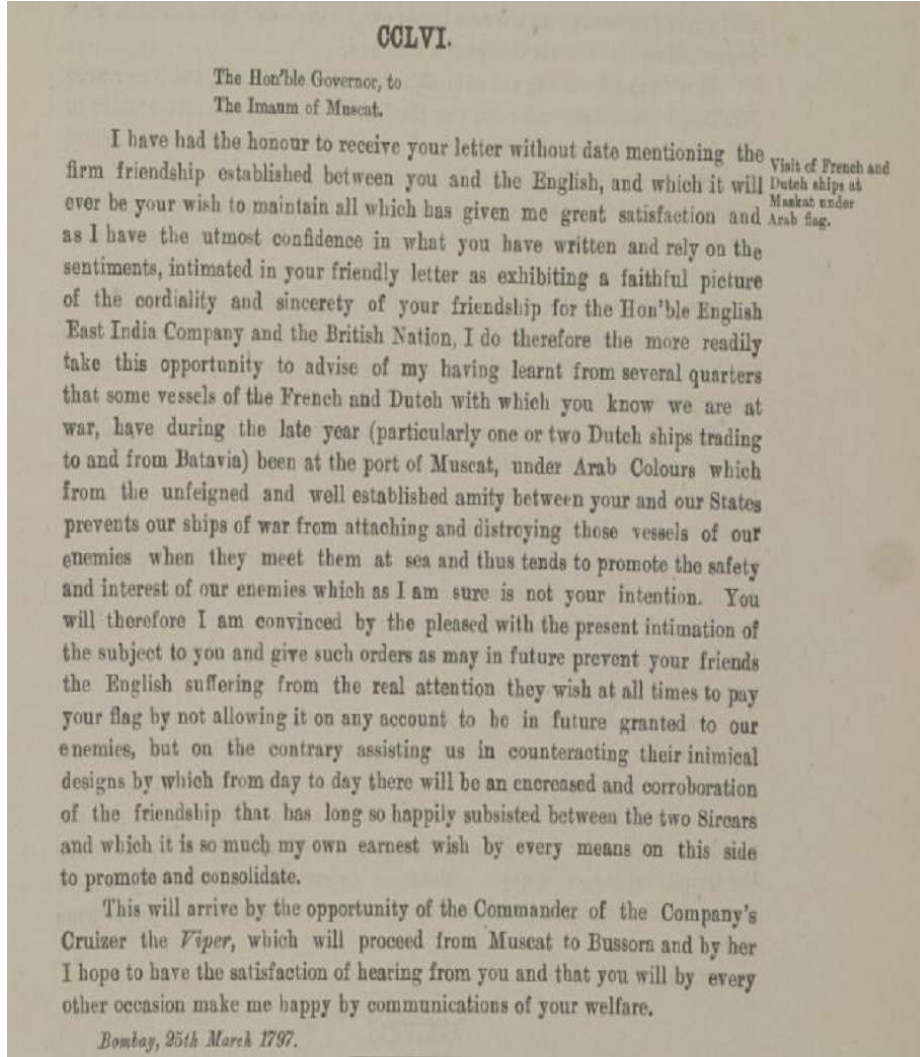 CCLVI.
The Hon'ble Governor, to
The Imaum of Muscat.
I have had the honour to receive your letter without date mentioning the
firm friendship established between you and the English, and which it will
ever be your wish to maintain all which has given me great satisfaction and
as I have the utmost confidence in what you have written and rely on the
sentiments, intimated in your friendly letter as exhibiting a faithful picture
of the cordiality and sincerety of your friendship for the Hon'ble English
East India Company and the British Nation, I do therefore the more readily
take this opportunity to advise of my having learnt from several quarters
that some vessels of the French and Dutch with which you know we are at
war, have during the late year (particularly one or two Dutch ships trading
to and from Batavia) been at the port of Muscat, under Arab Colours which
from the unfeigned and well established amity between your and our States
prevents our ships of war from attaching and distroying those vessels of our
enemies when they meet them at sea and thus tends to promote the safety
and interest of our enemies which as I am sure is not your intention. You
will therefore I am convinced by the pleased with the present intimation of
the subject to you and give such orders as may in future prevent your friends
the English suffering from the real attention they wish at all times to pay
your flag by not allowing it on any account to be in future granted to our
enemies, but on the contrary assisting us in counteracting their inimical
designs by which from day to day there will be an encreased and corroboration
of the friendship that has long so happily subsisted between the two Sircars
and which it is so much my own earnest wish by every means on this side
to promote and consolidate.
This will arrive by the opportunity of the Commander of the Company's
Cruizer the Viper, which will proceed from Muscat to Bussora and by her
I hope to have the satisfaction of hearing from you and that you will by every
other occasion make me happy by communications of your welfare.
Bombay, 25th March 1797.
Visit of French and
Dutch ships at
Maskat under
Arab flag.